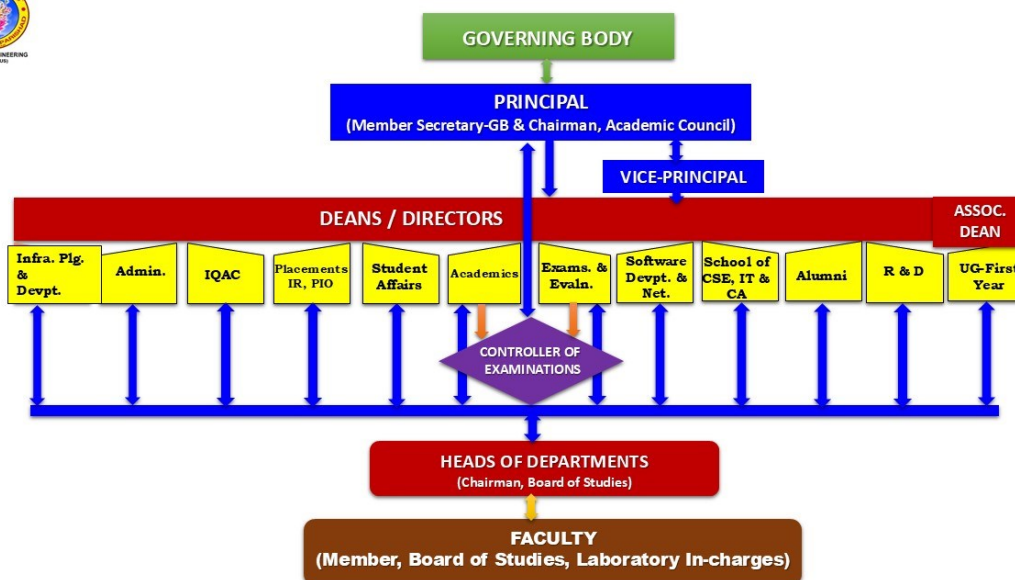 PARISHAD
GOVERNING BODY
PRINCIPAL
(Member Secretary-GB & Chairman, Academic Council)
VICE-PRINCIPAL
DEANS / DIRECTORS
ASSOC.
DEAN
Infra. Plg.
&
Devpt.
Admin.
IQAC
Placements
IR, PIO
Student
Affairs
Academics
Exams. &
Evaln.
Software
Devpt. &
Net.
School of
CSE, IT &
CA
Alumni
R & D
UG-First
Year
CONTROLLER OF
EXAMINATIONS
HEADS OF DEPARTMENTS
(Chairman, Board of Studies)
FACULTY
(Member, Board of Studies, Laboratory In-charges)